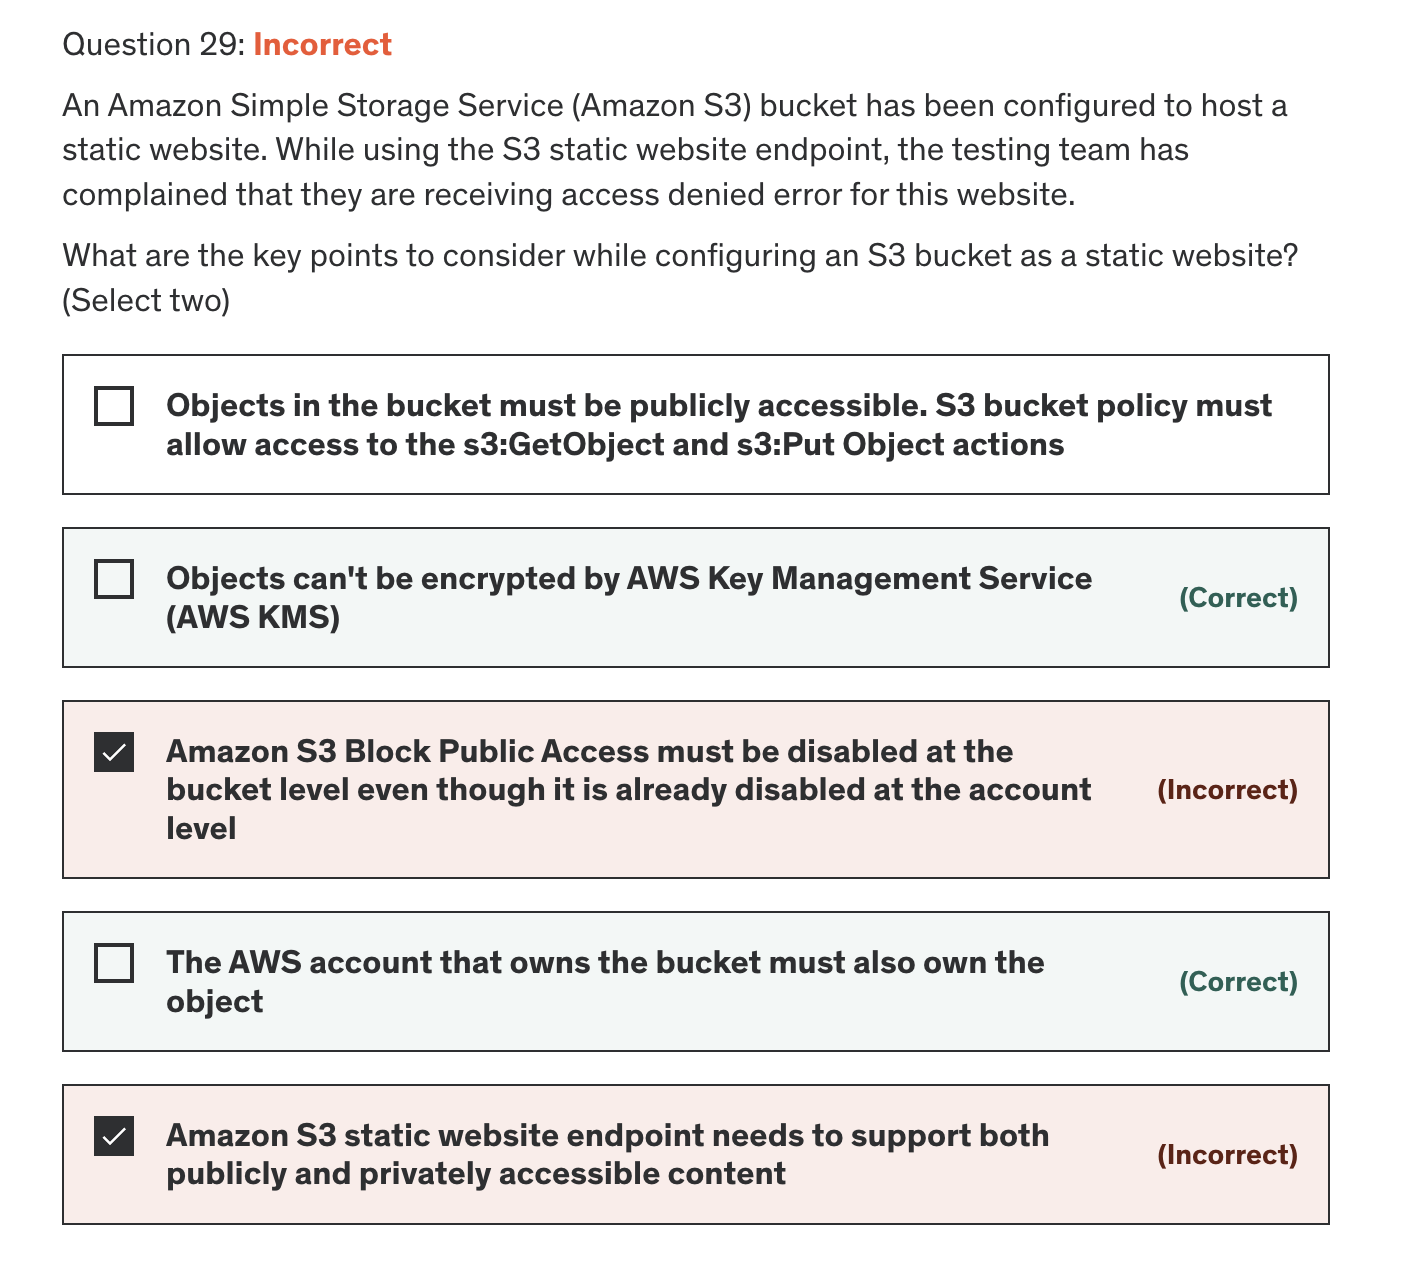 Question 29: Incorrect
An Amazon Simple Storage Service (Amazon S3) bucket has been configured to host a
static website. While using the S3 static website endpoint, the testing team has
complained that they are receiving access denied error for this website.
What are the key points to consider while configuring an S3 bucket as a static website?
(Select two)
Objects in the bucket must be publicly accessible. S3 bucket policy must
allow access to the s3:GetObject and s3:Put Object actions
Objects can't be encrypted by AWS Key Management Service
(AWS KMS)
(Correct)
Amazon S3 Block Public Access must be disabled at the
bucket level even though it is already disabled at the account
level
(Incorrect)
The AWS account that owns the bucket must also own the
object
(Correct)
Amazon S3 static website endpoint needs to support both
publicly and privately accessible content
(Incorrect)